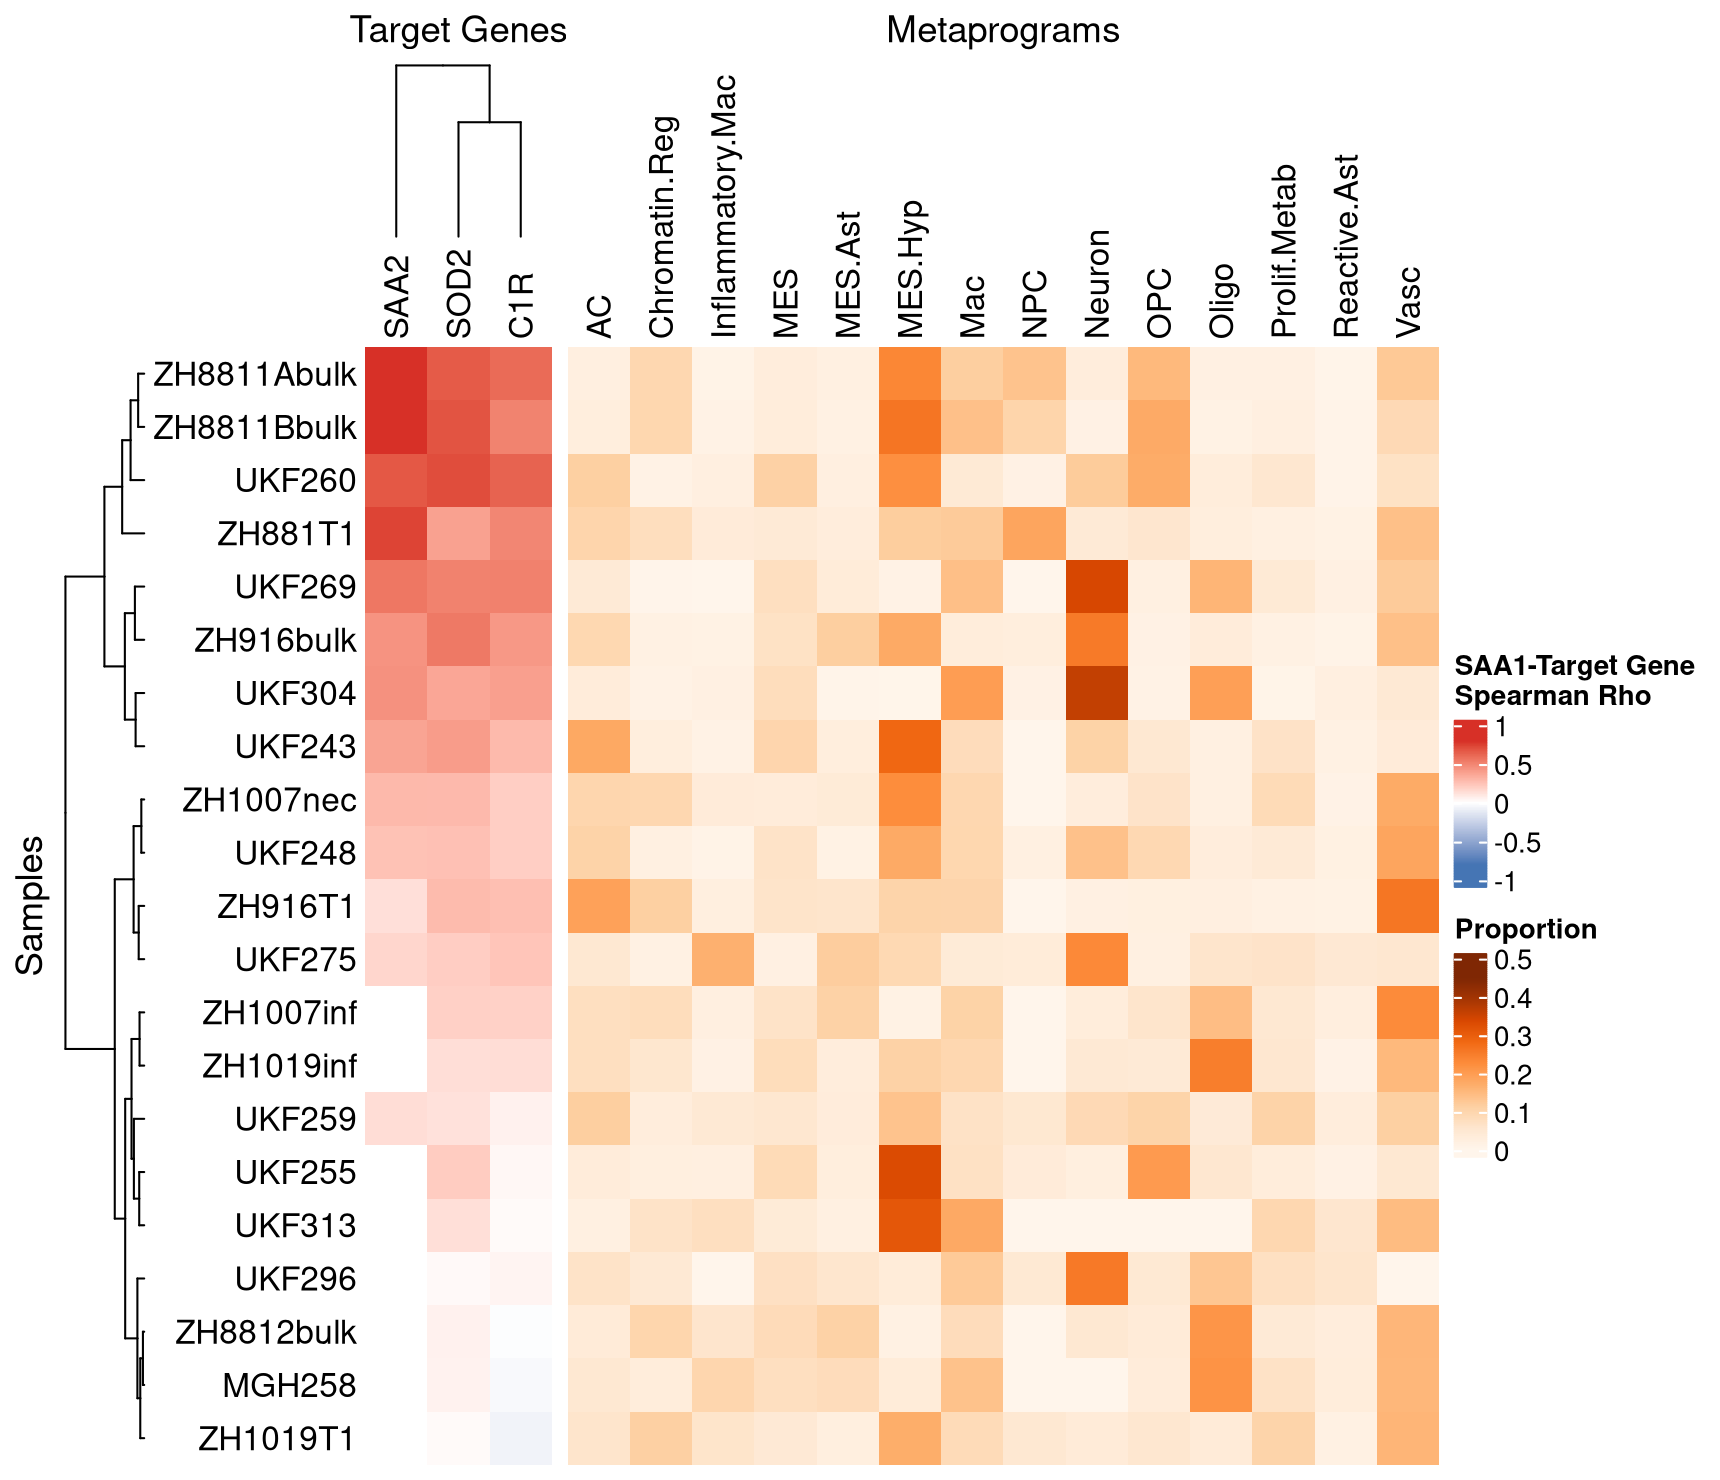 Target Genes
Metaprograms
SAA2
SOD2
C1R
AC
Chromatin.Reg
Inflammatory.Mac
MES
MES.Ast
MES.Hyp
Mac
NPC
Neuron
OPC
Oligo
Prolif.Metab
Reactive.Ast
Vasc
Samples
ZH8811Abulk
ZH8811Bbulk
UKF260
ZH881T1
UKF269
ZH916bulk
UKF304
UKF243
ZH1007nec
UKF248
ZH916T1
UKF275
ZH1007inf
ZH1019inf
UKF259
UKF255
UKF313
UKF296
ZH8812bulk
MGH258
ZH1019T1
SAA1-Target Gene
Spearman Rho
1
0.5
0
-0.5
-1
Proportion
0.5
0.4
0.3
0.2
0.1
0